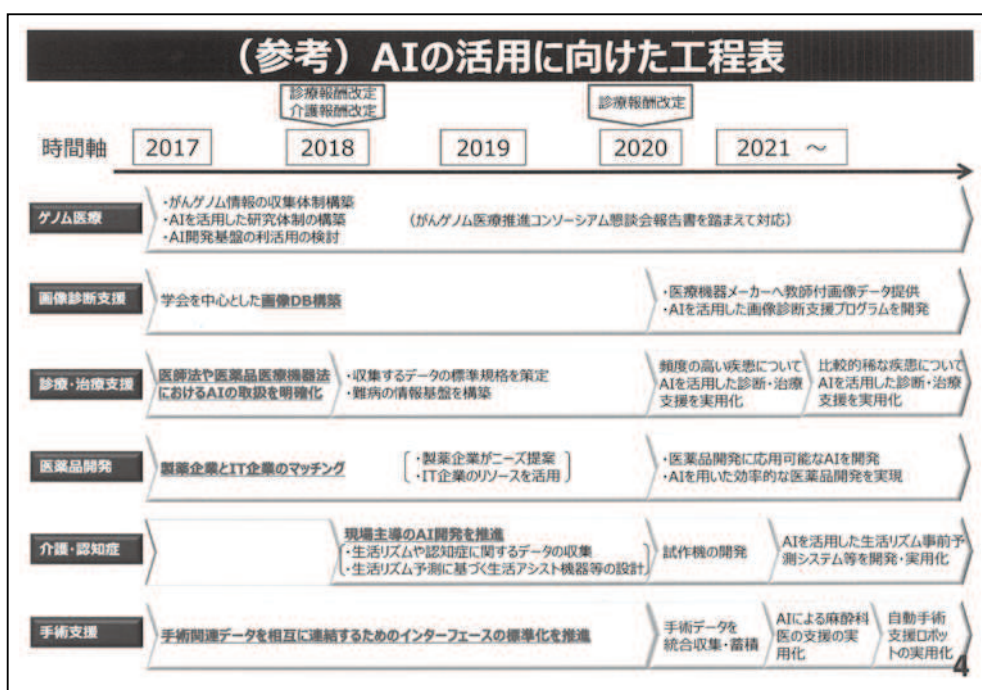 （参考）AIの活用に向けた工程表
診療報酬改定
介護報酬改定
診療報酬改定
時間軸
2017
2018
2019
2020
2021 ～
ゲノム医療
・がんゲノム情報の収集体制構築
・AIを活用した研究体制の構築
・AI開発基盤の利活用の検討
（がんゲノム医療推進コンソーシアム懇談会報告書を踏まえて対応）
画像診断支援
学会を中心とした画像DB構築
・医療機器メーカーへ教師付画像データ提供
・AIを活用した画像診断支援プログラムを開発
診療・治療支援
医師法や医薬品医療機器法
におけるAIの取扱を明確化
・収集するデータの標準規格を策定
・難病の情報基盤を構築
頻度の高い疾患について
AIを活用した診断・治療
支援を実用化
比較的稀な疾患について
AIを活用した診断・治療
支援を実用化
医薬品開発
製薬企業とIT企業のマッチング
・製薬企業がニーズ提案
・IT企業のリソースを活用
・医薬品開発に応用可能なAIを開発
・AIを用いた効率的な医薬品開発を実現
介護・認知症
現場主導のAI開発を推進
・生活リズムや認知症に関するデータの収集
・生活リズム予測に基づく生活アシスト機器等の設計
試作機の開発
AIを活用した生活リズム事前予
測システム等を開発・実用化
手術支援
手術関連データを相互に連結するためのインターフェースの標準化を推進
手術データを
統合収集・蓄積
AIによる麻酔科
医の支援の実
用化
自動手術
支援ロボッ
トの実用化
4